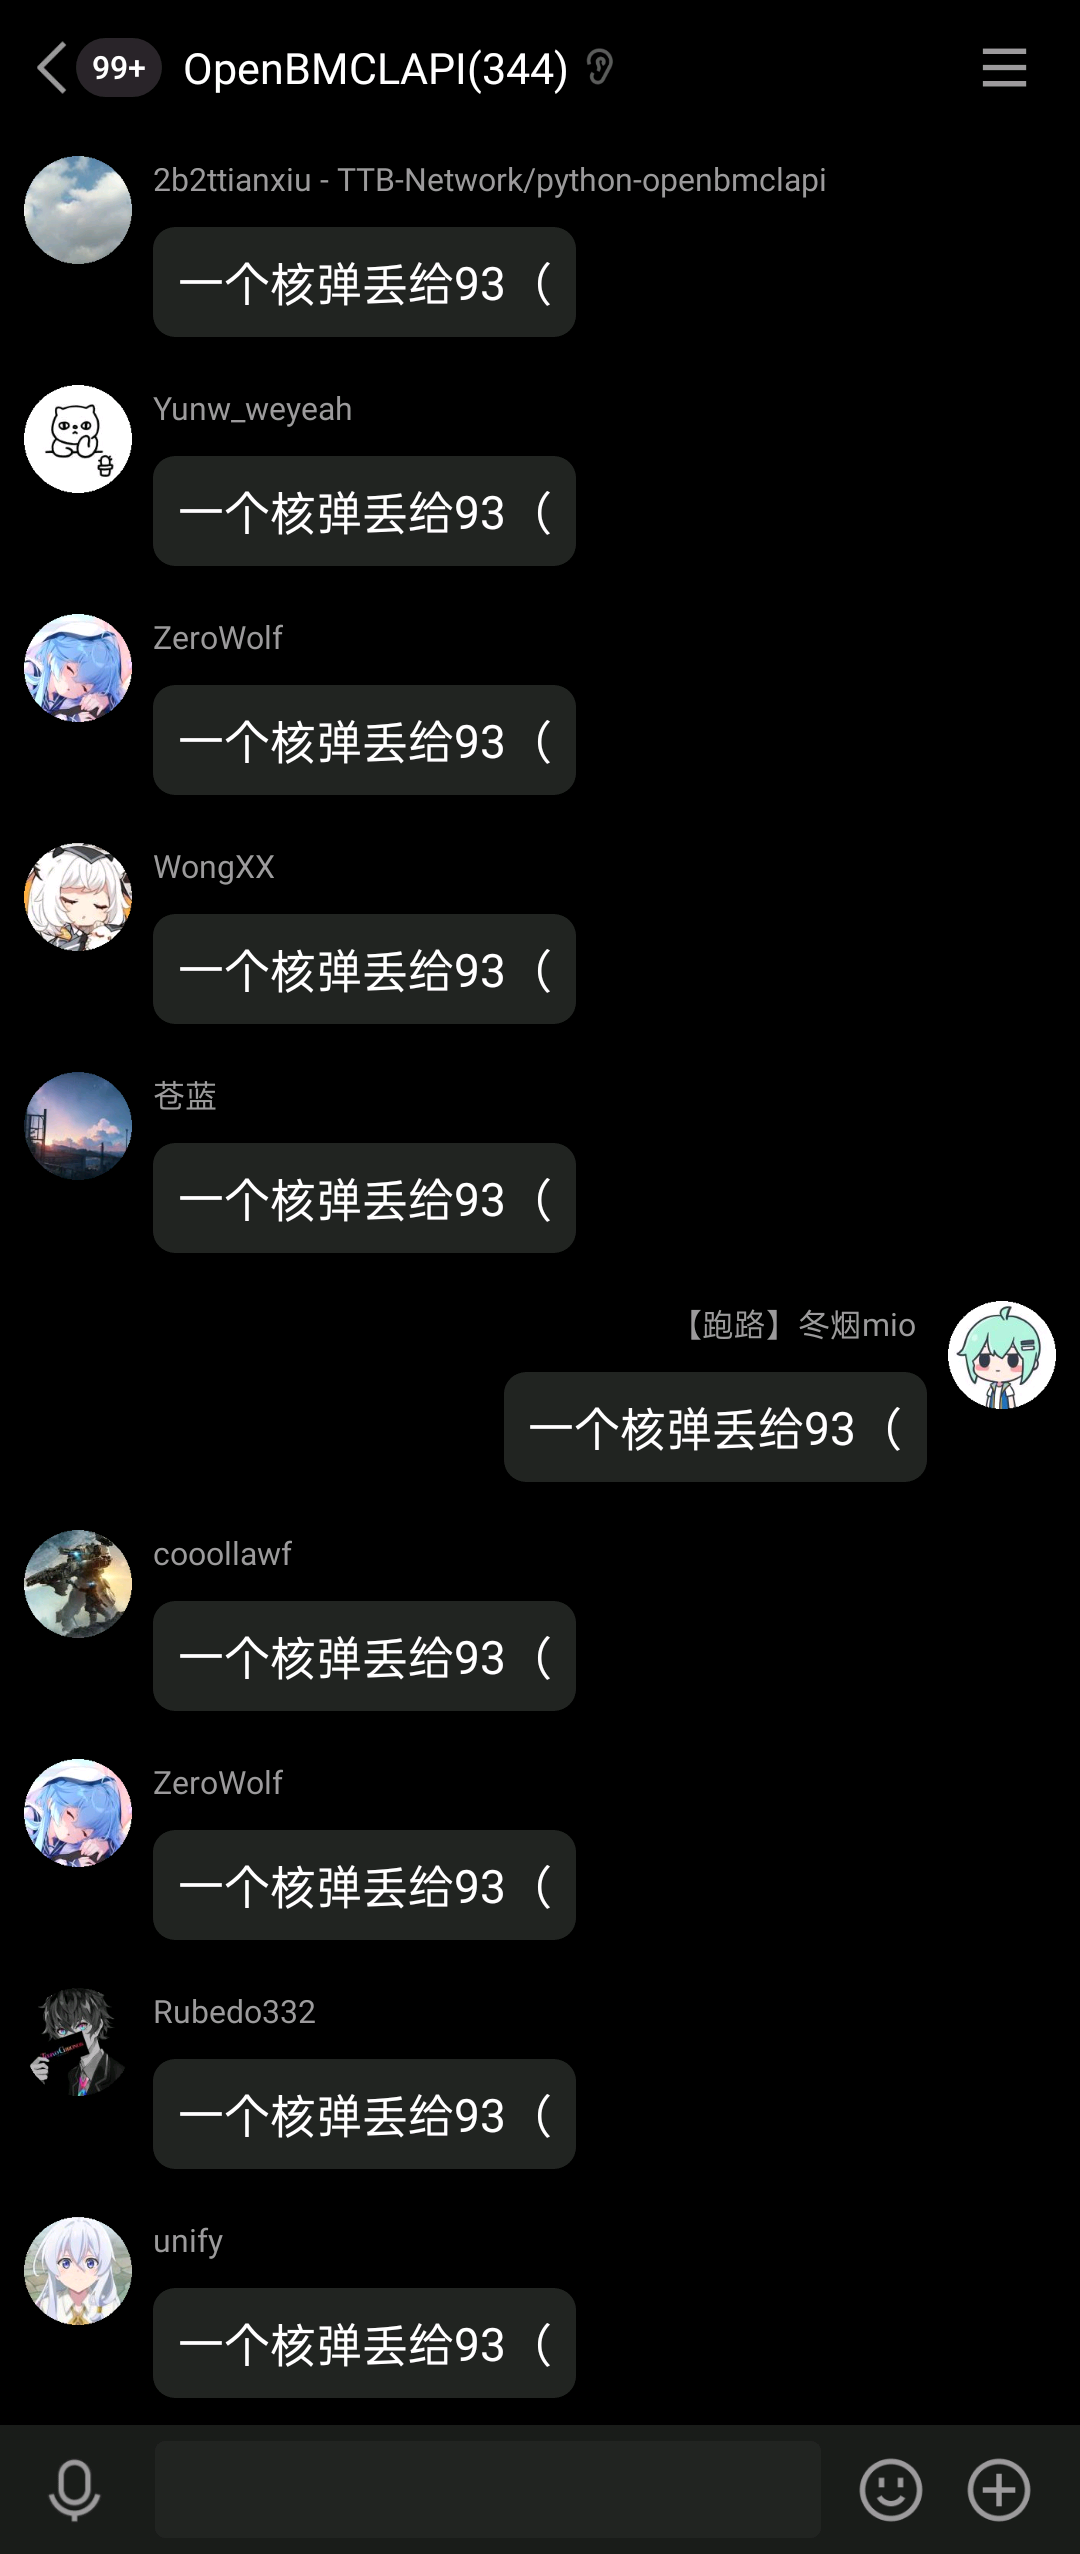 99+ OpenBMCLAPI(344)
2b2ttianxiu - TTB-Network/python-openbmclapi
一个核弹丢给93（
Yunw_weyeah
一个核弹丢给93（
ZeroWolf
一个核弹丢给93（
WongXX
一个核弹丢给93（
苍蓝
一个核弹丢给93（
【跑路】冬烟mio
一个核弹丢给93（
cooollawf
一个核弹丢给93（
ZeroWolf
一个核弹丢给93（
Rubedo332
一个核弹丢给93（
unify
一个核弹丢给93（